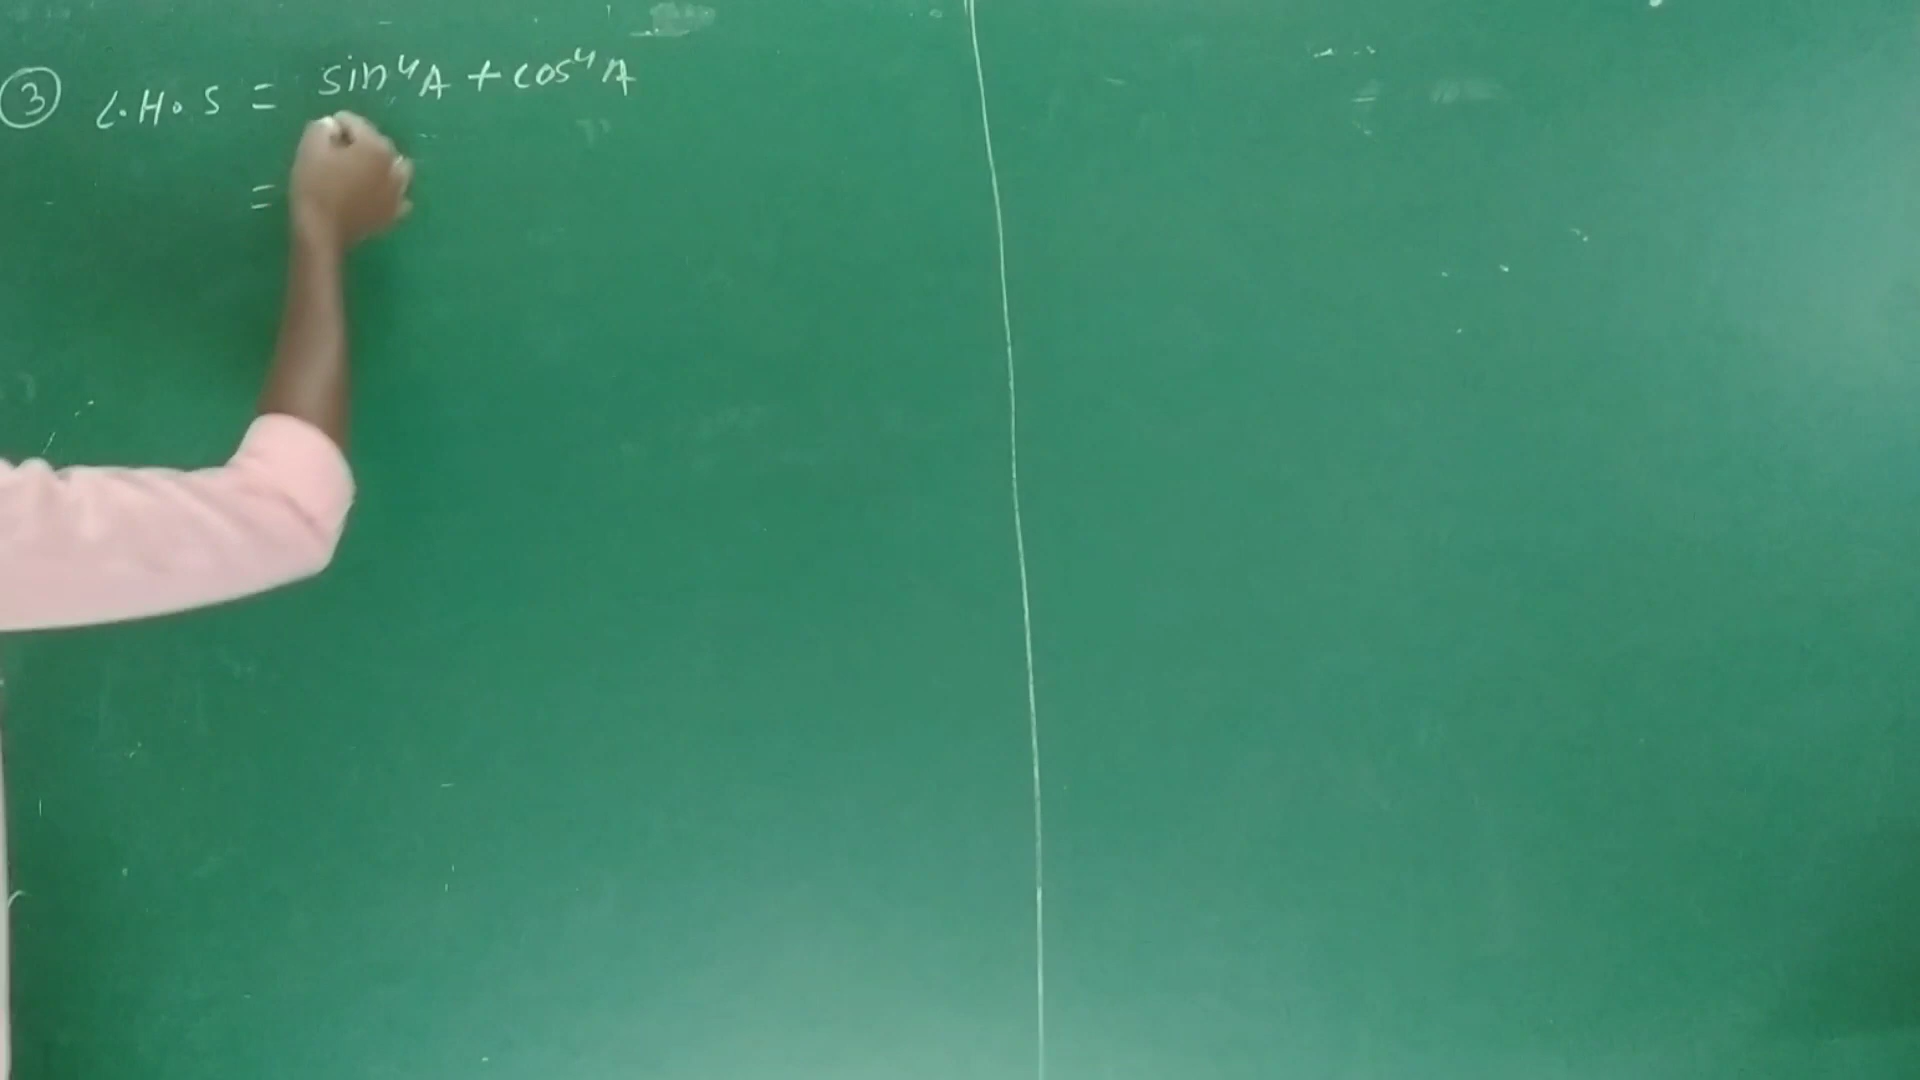 ③ L.H.S = sin⁴A + cos⁴A
=